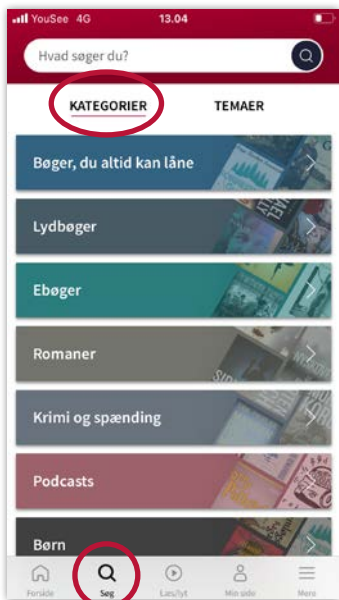 YouSee 4G 13.04
Hvad søger du?
KATEGORIER TEMAER
Bøger, du altid kan låne
Lydbøger
Ebøger
Romaner
Krimi og spænding
Podcasts
Børn
Forside Søg Læs/lyt Min side Mere